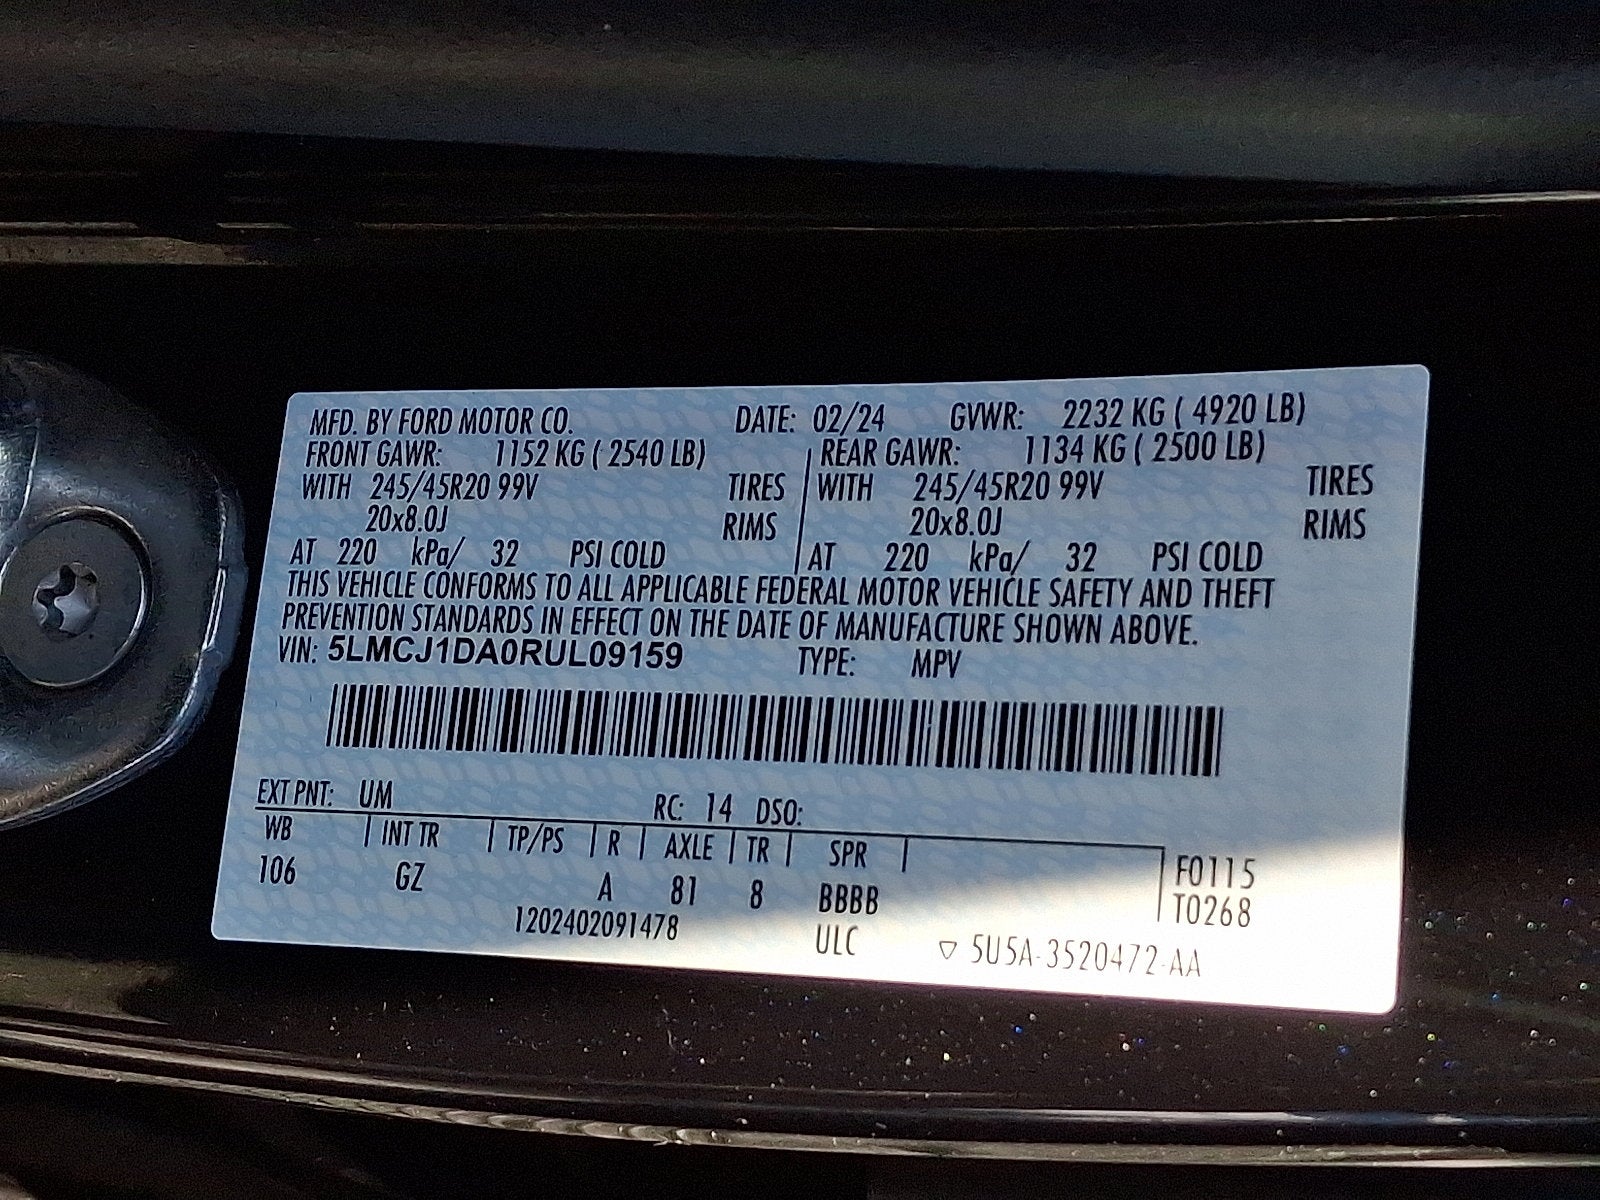 MFD. BY FORD MOTOR CO. DATE: 02/24 GVWR: 2232 KG ( 4920 LB)
FRONT GAWR: 1152 KG ( 2540 LB) REAR GAWR: 1134 KG ( 2500 LB)
WITH 245/45R20 99V TIRES WITH 245/45R20 99V TIRES
20x8.0J RIMS 20x8.0J RIMS
AT 220 kPa/ 32 PSI COLD AT 220 kPa/ 32 PSI COLD
THIS VEHICLE CONFORMS TO ALL APPLICABLE FEDERAL MOTOR VEHICLE SAFETY AND THEFT
PREVENTION STANDARDS IN EFFECT ON THE DATE OF MANUFACTURE SHOWN ABOVE.
VIN: 5LMCJ1DA0RUL09159 TYPE: MPV
EXT PNT: UM RC: 14 DSO:
WB INT TR TP/PS R AXLE TR SPR F0115
106 GZ A 81 8 BBBB T0268
1202402091478 ULC ▽ 5U5A-3520472-AA